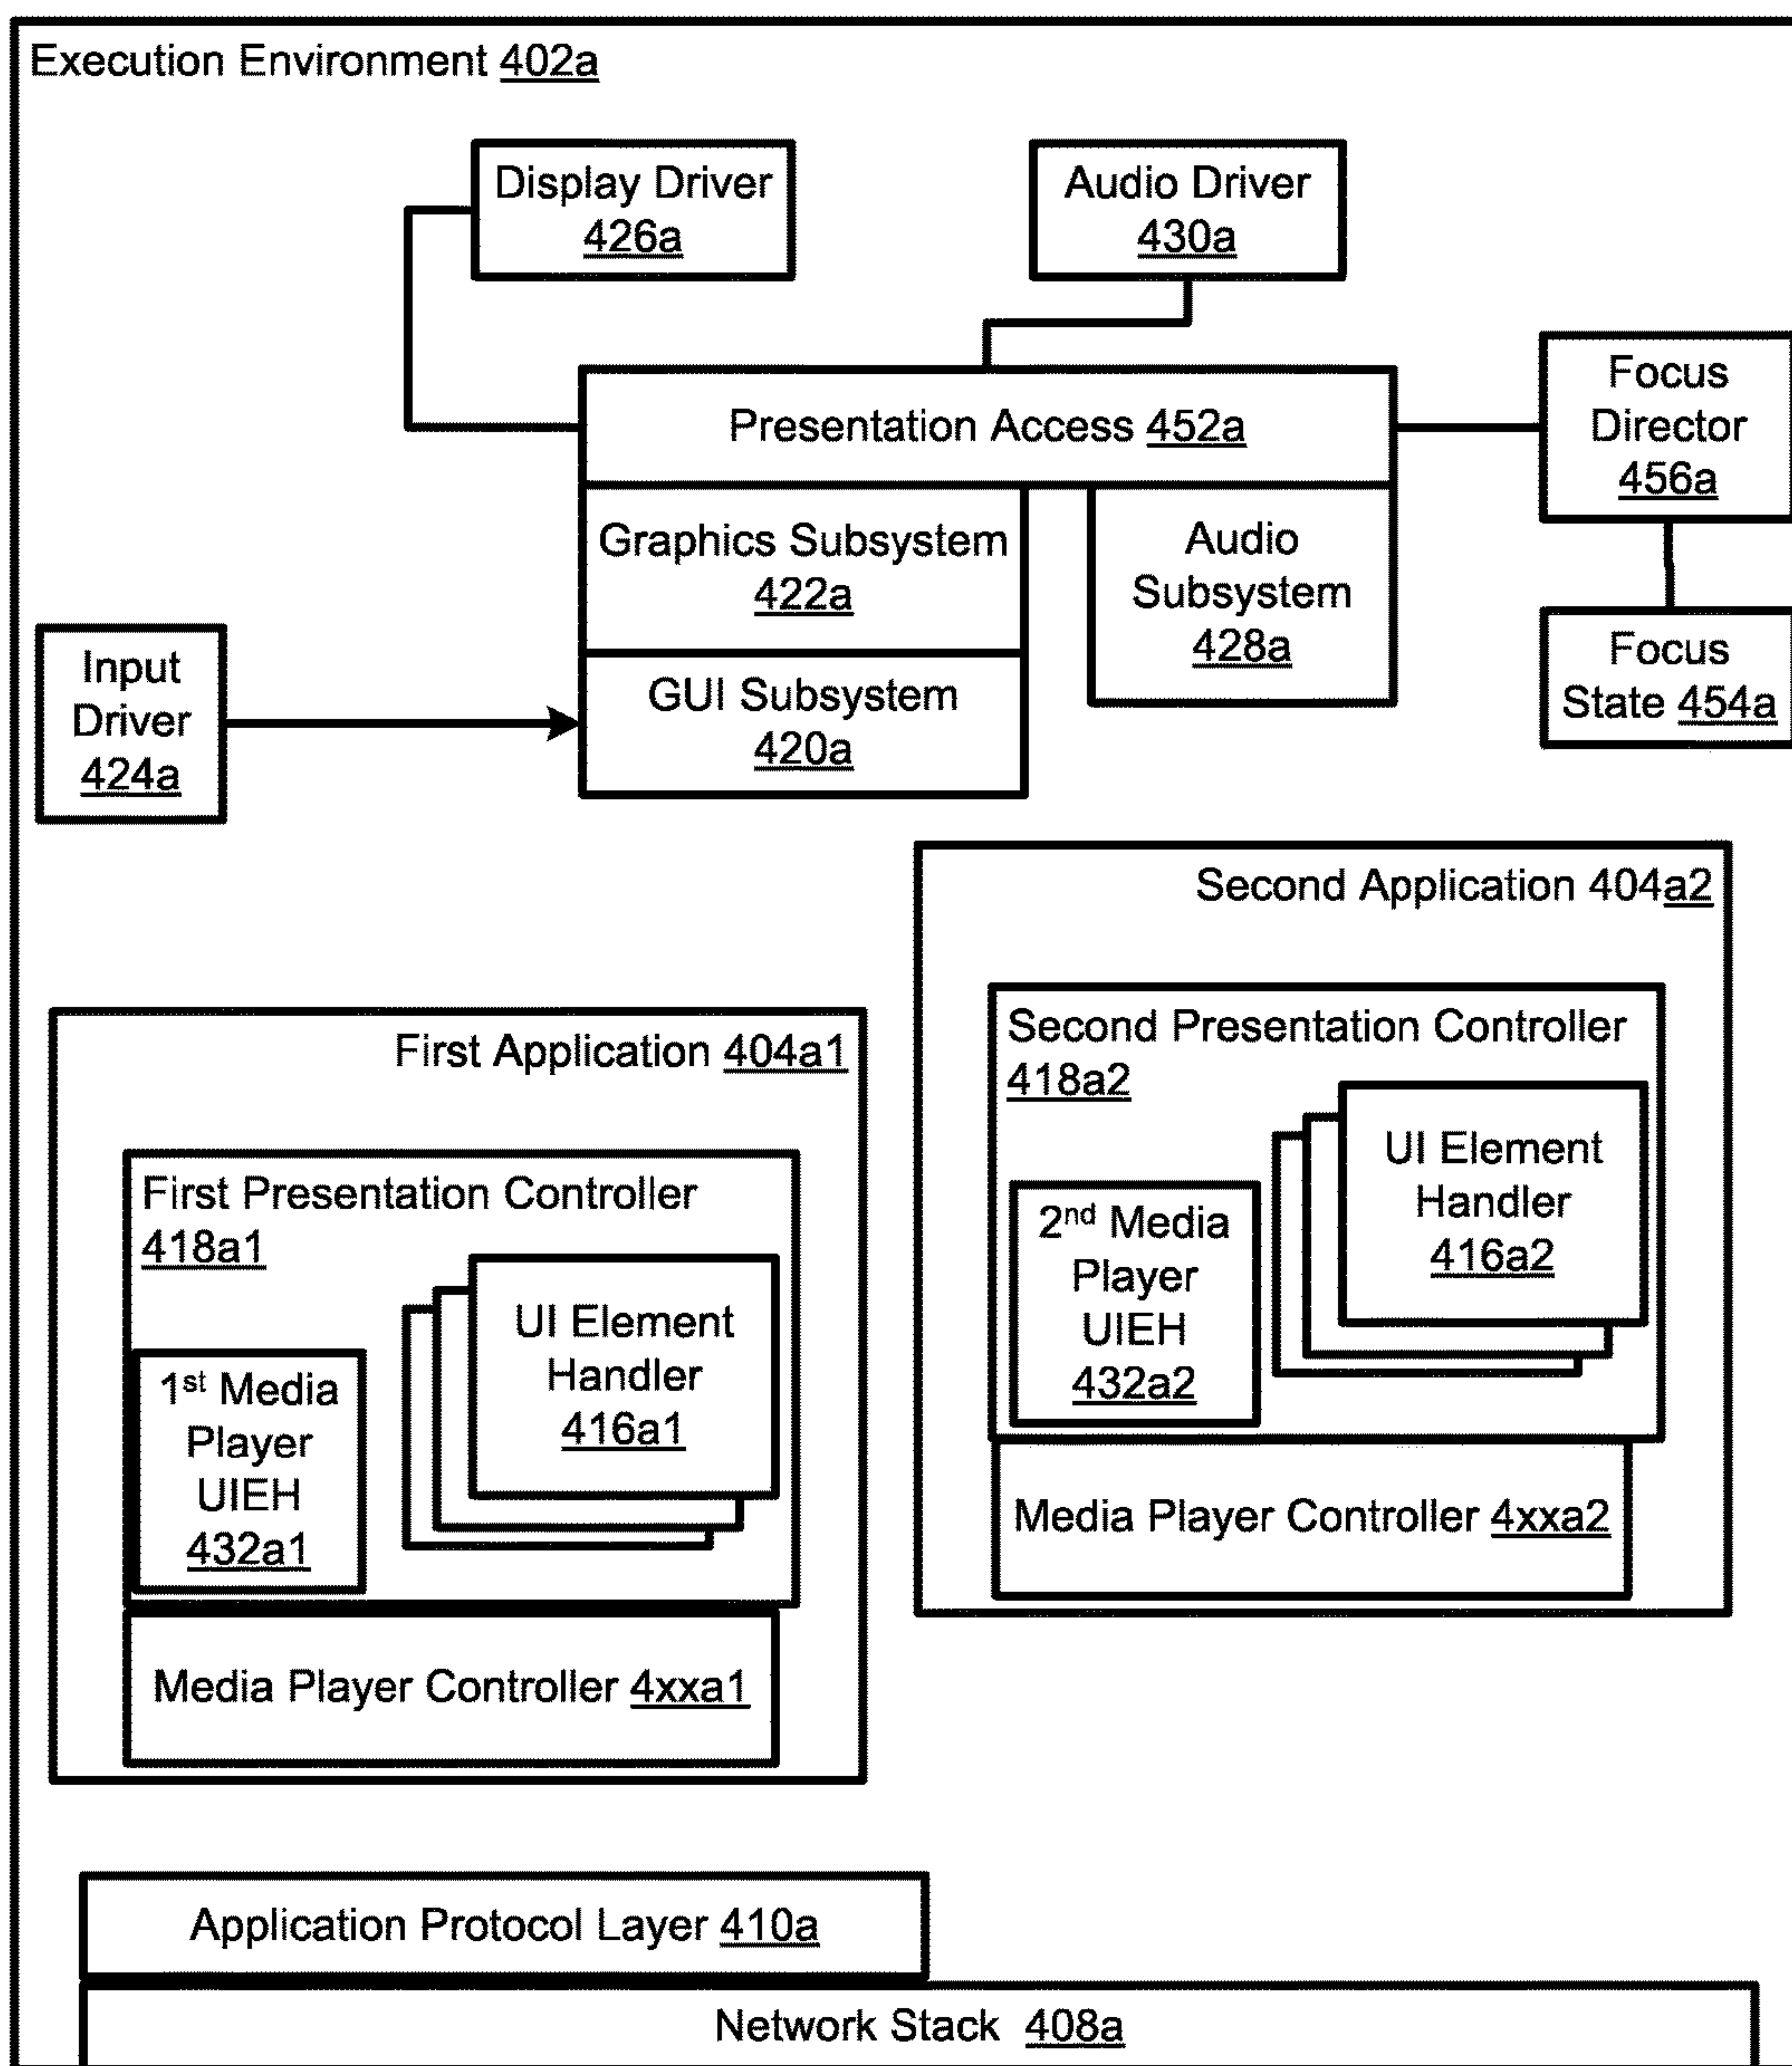 Execution Environment 402a
Display Driver
426a
Audio Driver
430a
Presentation Access 452a
Focus
Director
456a
Graphics Subsystem
422a
Audio
Subsystem
428a
Focus
State 454a
Input
Driver
424a
GUI Subsystem
420a
Second Application 404a2
Second Presentation Controller
418a2
UI Element
Handler
416a2
2nd Media
Player
UIEH
432a2
Media Player Controller 4xxa2
First Application 404a1
First Presentation Controller
418a1
UI Element
Handler
416a1
1st Media
Player
UIEH
432a1
Media Player Controller 4xxa1
Application Protocol Layer 410a
Network Stack 408a